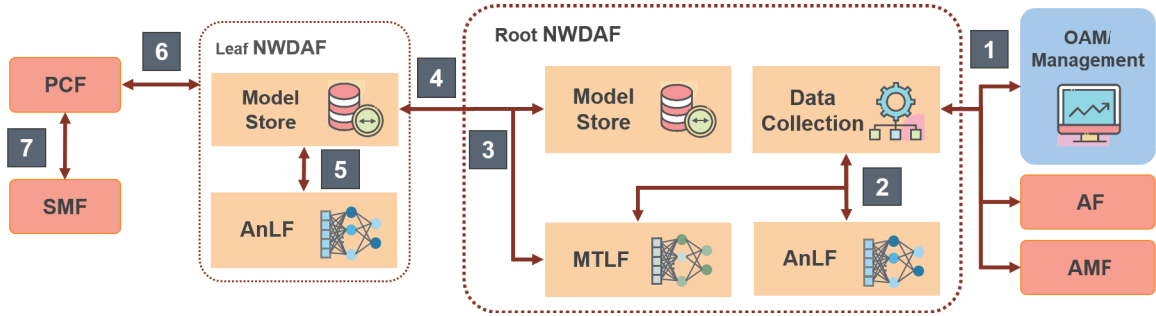 6
PCF
7
SMF
Leaf NWDAF
Model
Store
5
AnLF
4
3
Root NWDAF
Model
Store
Data
Collection
2
MTLF
AnLF
1
OAM/
Management
AF
AMF